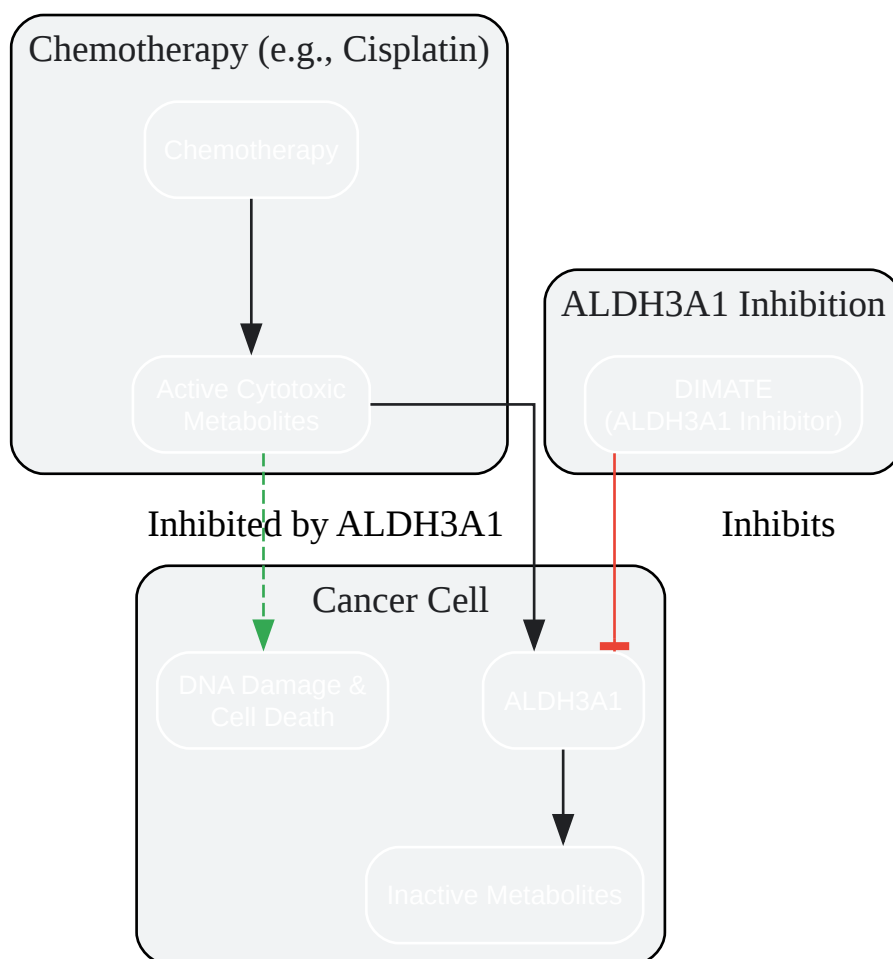 Chemotherapy (e.g., Cisplatin)
Chemotherapy
ALDH3A1 Inhibition
Active Cytotoxic
Metabolites
DIMATE
(ALDH3A1 Inhibitor)
Inhibited by ALDH3A1
Inhibits
Cancer Cell
DNA Damage &
Cell Death
ALDH3A1
Inactive Metabolites